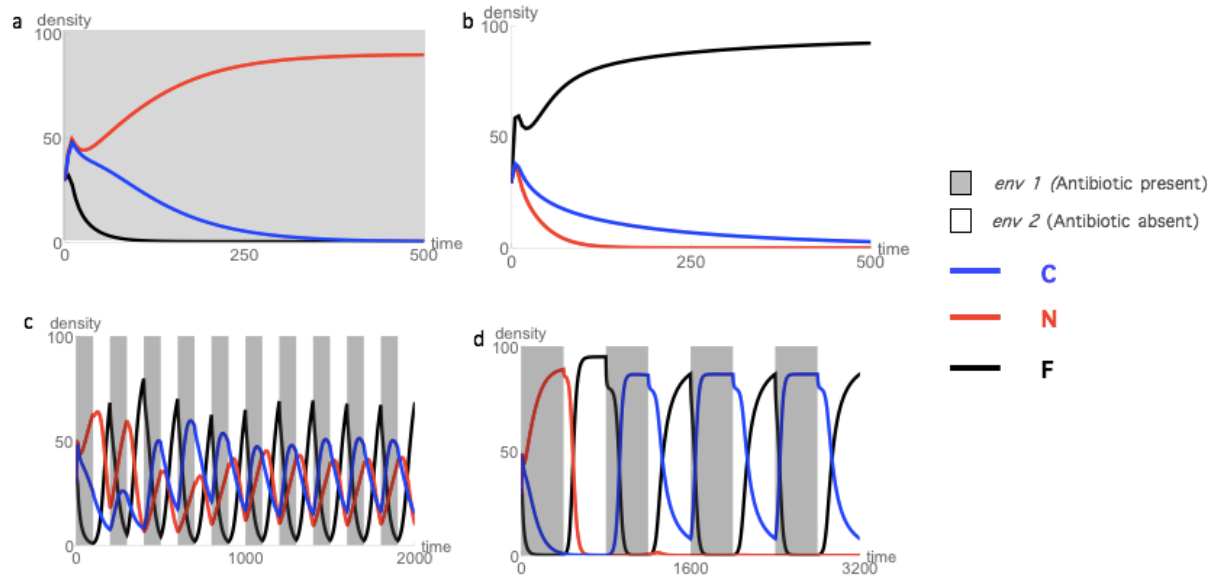 a
density
100
50
0
0
250
500
time
b
density
100
50
0
0
250
500
time
env 1 (Antibiotic present)
env 2 (Antibiotic absent)
C
N
F
c
density
100
50
0
0
1000
2000
time
d
density
100
50
0
0
1600
3200
time